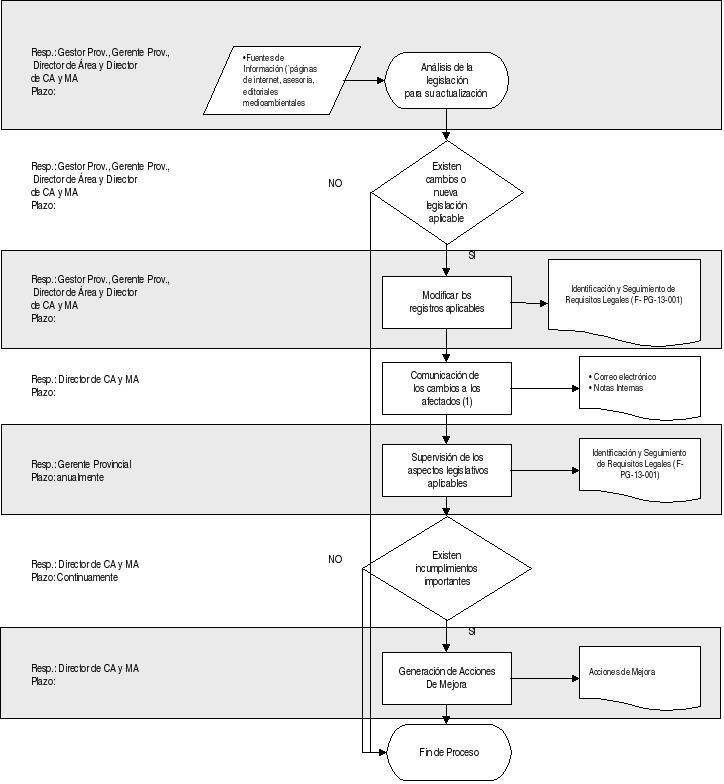 Resp.: Gestor Prov., Gerente Prov.,
Director de Área y Director
de CA y MA
Plazo:
•Fuentes de
Información (`páginas
de internet, asesoría,
editoriales
medioambientales
Análisis de la
legislación
para su actualización
Resp.: Gestor Prov., Gerente Prov.,
Director de Área y Director
de CA y MA
Plazo:
NO
Existen
cambios o
nueva
legislación
aplicable
SI
Resp.: Gestor Prov., Gerente Prov.,
Director de Área y Director
de CA y MA
Plazo:
Modificar los
registros aplicables
Identificación y Seguimiento de
Requisitos Legales (F- PG-13-001)
Resp.: Director de CA y MA
Plazo:
Comunicación de
los cambios a los
afectados (1)
• Correo electrónico
• Notas Internas
Resp.: Gerente Provincial
Plazo: anualmente
Supervisión de los
aspectos legislativos
aplicables
Identificación y Seguimiento
de Requisitos Legales (F-
PG-13-001)
Resp.: Director de CA y MA
Plazo: Continuamente
NO
Existen
incumplimientos
importantes
SI
Resp.: Director de CA y MA
Plazo:
Generación de Acciones
De Mejora
Acciones de Mejora
Fin de Proceso